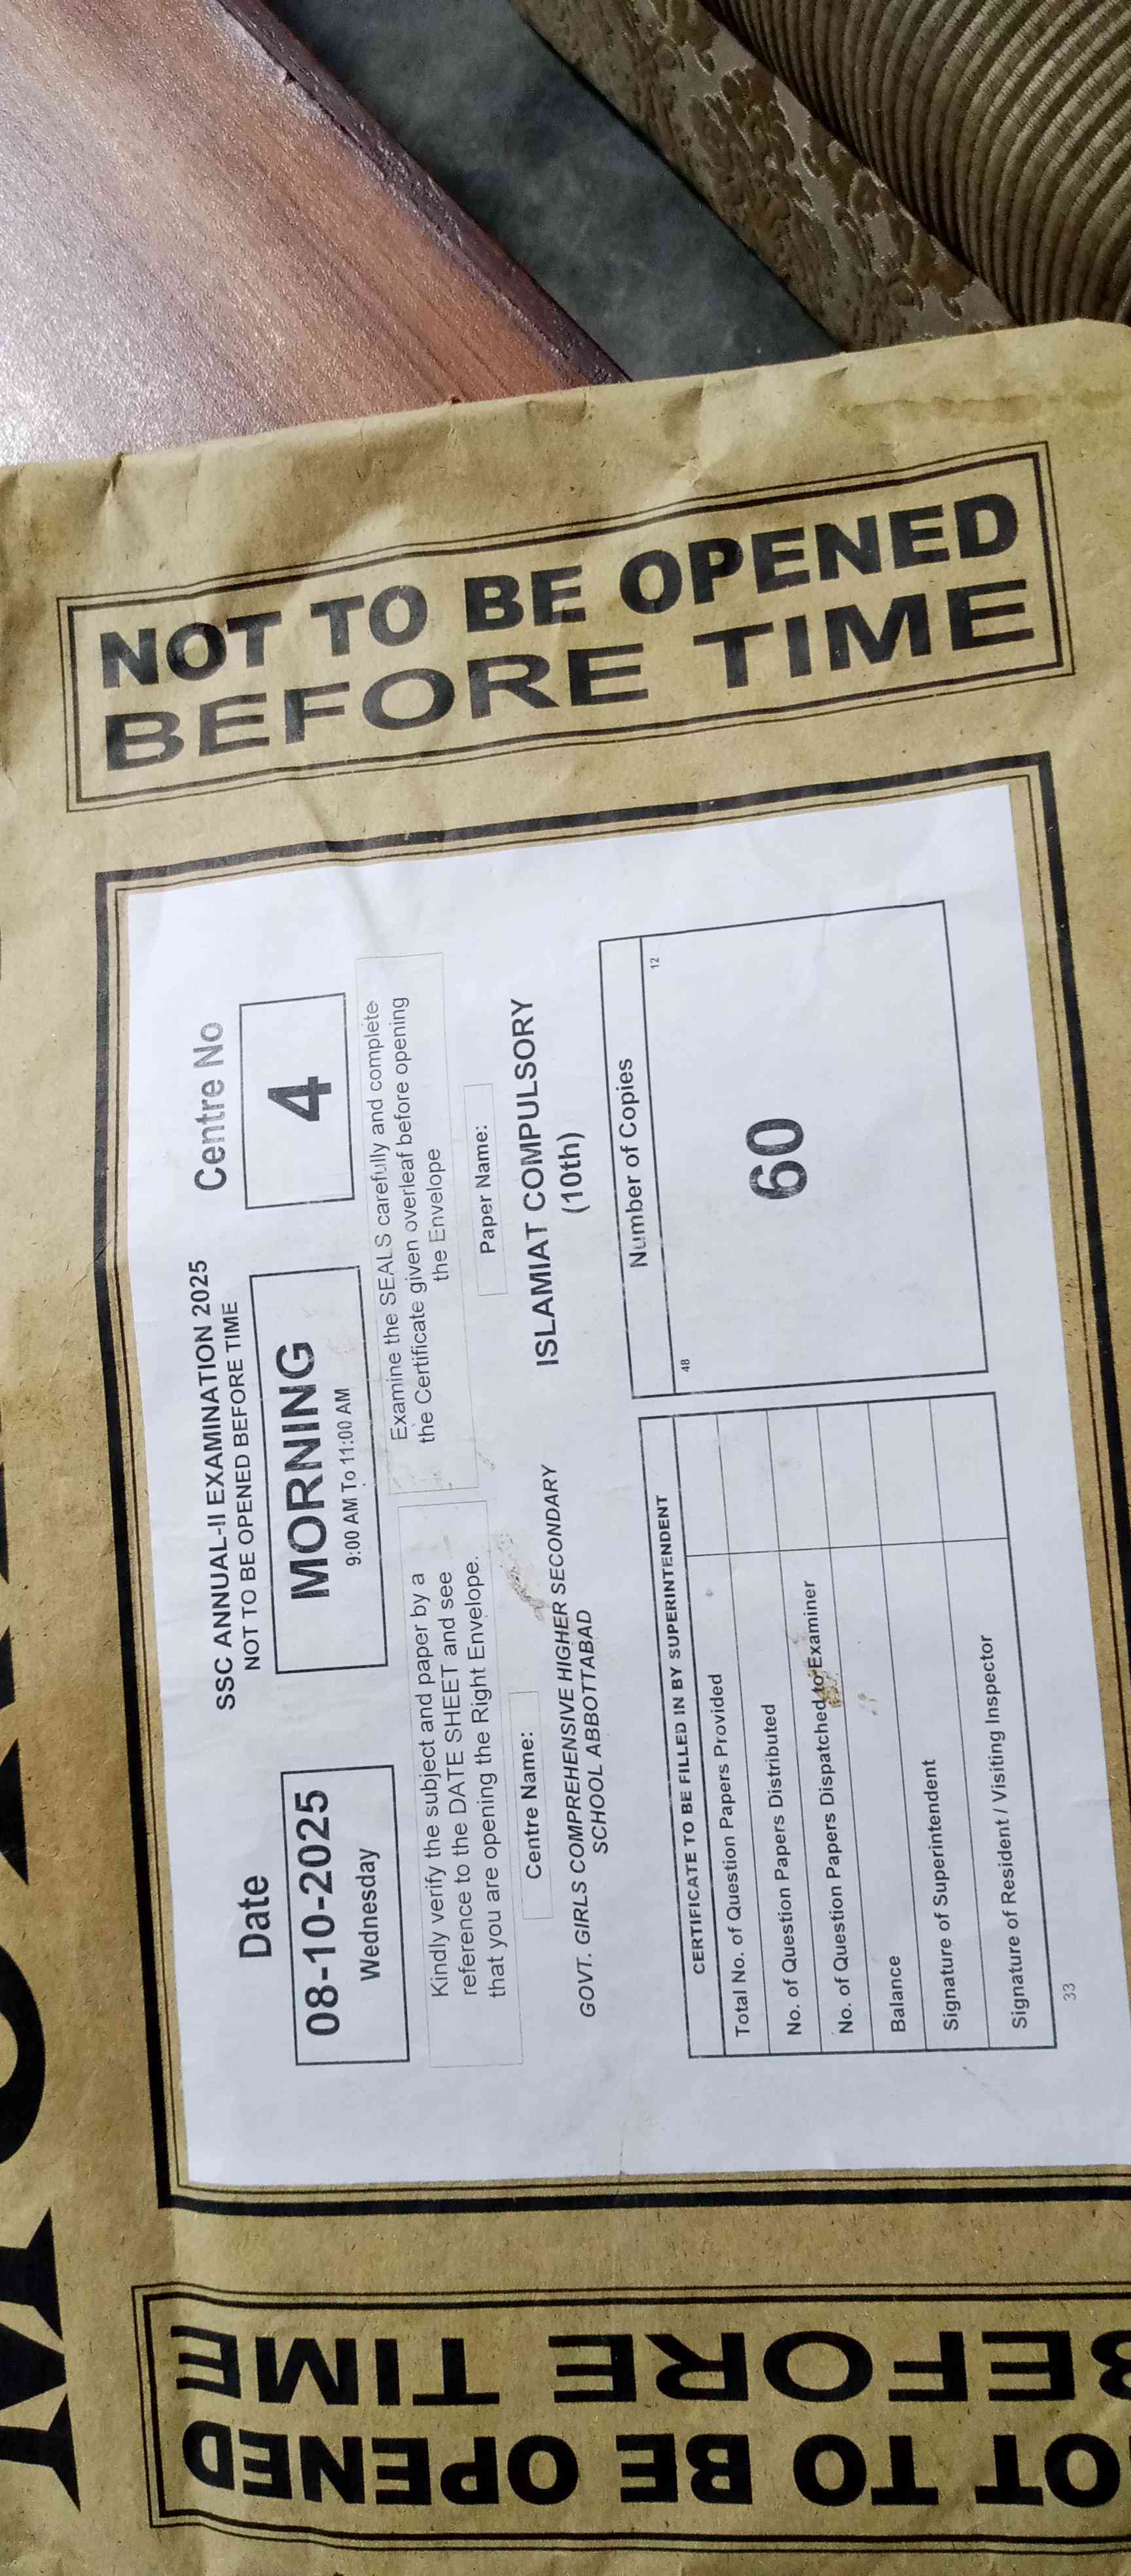 NOT TO BE OPENED
BEFORE TIME
SSC ANNUAL-II EXAMINATION 2025
NOT TO BE OPENED BEFORE TIME
Date
08-10-2025
Wednesday
MORNING
9:00 AM To 11:00 AM
Centre No
4
Kindly verify the subject and paper by a
reference to the DATE SHEET and see
that you are opening the Right Envelope.
Examine the SEALS carefully and complete
the Certificate given overleaf before opening
the Envelope
Centre Name:
GOVT. GIRLS COMPREHENSIVE HIGHER SECONDARY
SCHOOL ABBOTTABAD
Paper Name:
ISLAMIAT COMPULSORY
(10th)
CERTIFICATE TO BE FILLED IN BY SUPERINTENDENT
Total No. of Question Papers Provided
No. of Question Papers Distributed
No. of Question Papers Dispatched to Examiner
Balance
Signature of Superintendent
Signature of Resident / Visiting Inspector
33
Number of Copies
48 12
60
OT TO BE OPENED
BEFORE TIME